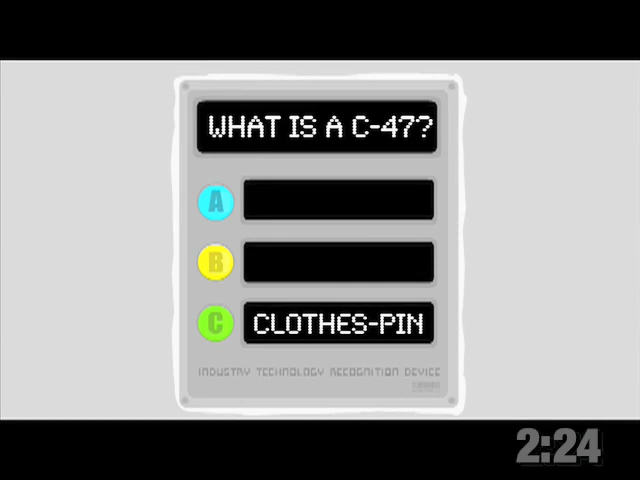 WHAT IS A C-47?
A
B
C CLOTHES-PIN
INDUSTRY TECHNOLOGY RECOGNITION DEVICE
2:24